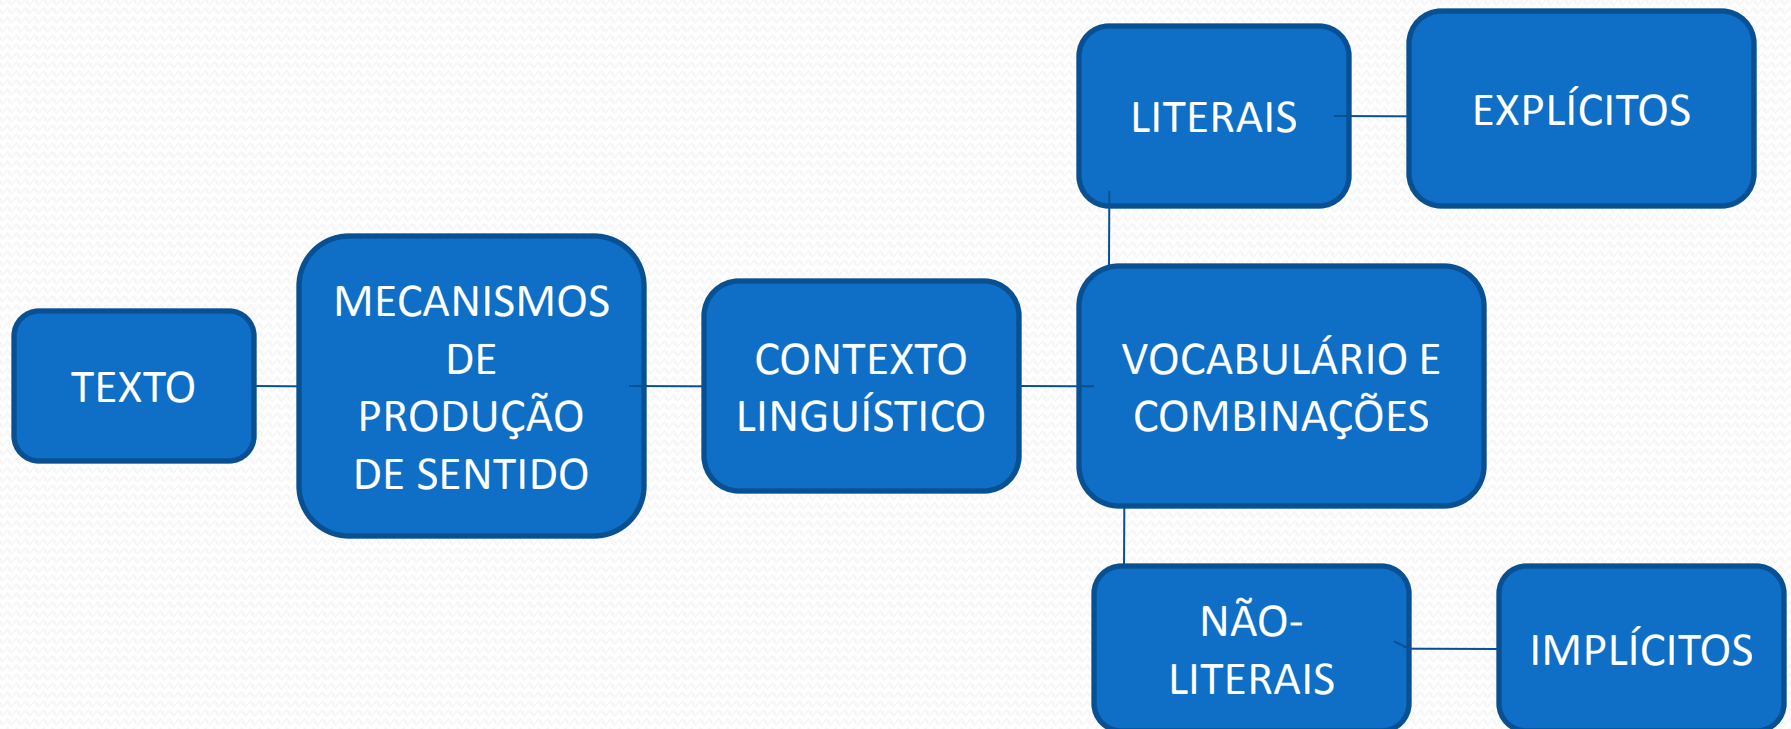 TEXTO
MECANISMOS
DE
PRODUÇÃO
DE SENTIDO
CONTEXTO
LINGUÍSTICO
LITERAIS
EXPLÍCITOS
VOCABULÁRIO E
COMBINAÇÕES
NÃO-
LITERAIS
IMPLÍCITOS